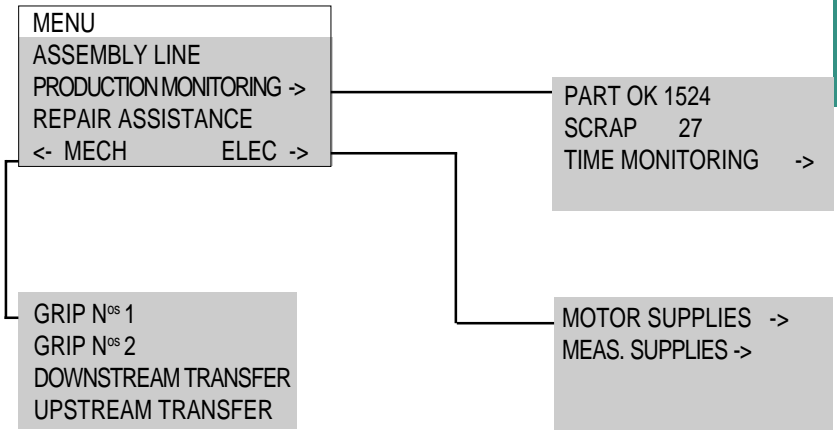 MENU
ASSEMBLY LINE
PRODUCTION MONITORING ->
REPAIR ASSISTANCE
<- MECH ELEC ->
PART OK 1524
SCRAP 27
TIME MONITORING ->
GRIP Nos 1
GRIP Nos 2
DOWNSTREAM TRANSFER
UPSTREAM TRANSFER
MOTOR SUPPLIES ->
MEAS. SUPPLIES ->